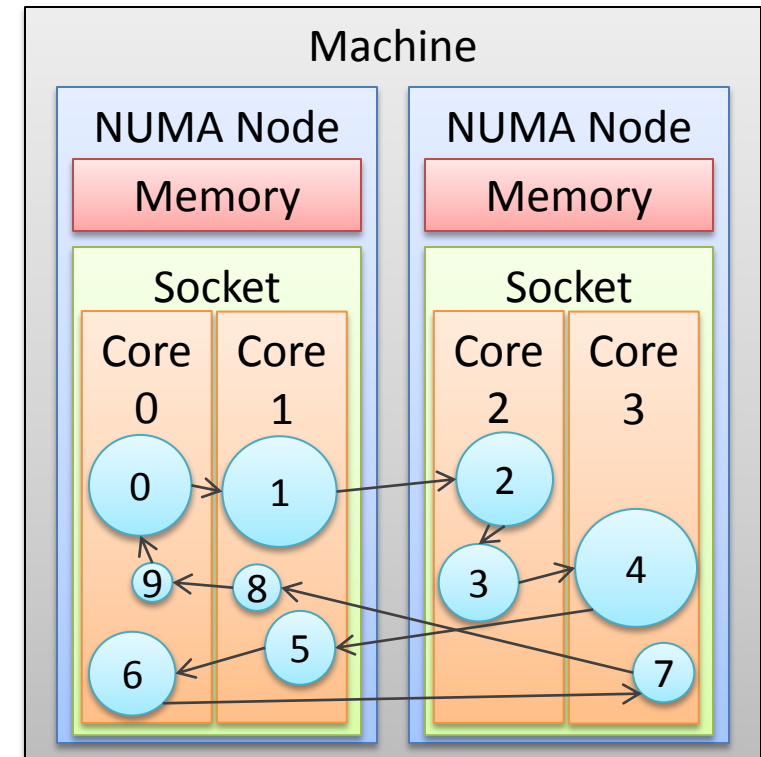 Machine
NUMA Node
Memory
Socket
Core
0
Core
1
0
1
9
8
5
6
NUMA Node
Memory
Socket
Core
2
Core
3
2
3
4
7